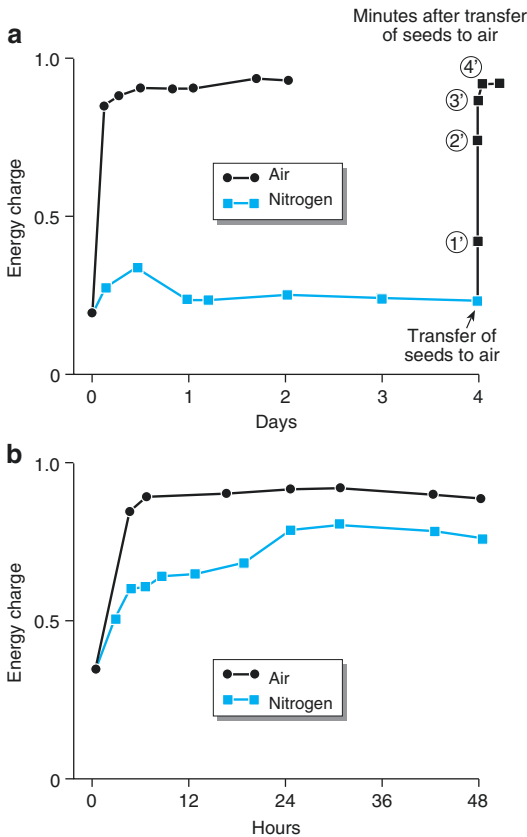 Minutes after transfer
of seeds to air
a
1.0
0.5
0
Energy charge
4’
3’
2’
1’
Air
Nitrogen
Transfer of
seeds to air
0 1 2 3 4
Days
b
1.0
0.5
0
Energy charge
Air
Nitrogen
0 12 24 36 48
Hours